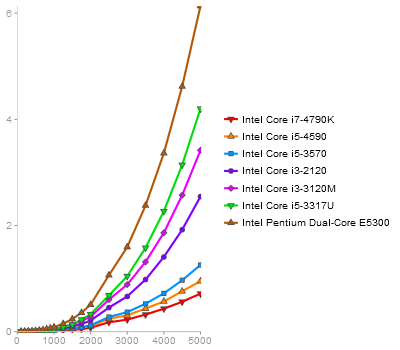 6
4
2
0
0 1000 2000 3000 4000 5000
Intel Core i7-4790K
Intel Core i5-4590
Intel Core i5-3570
Intel Core i3-2120
Intel Core i3-3120M
Intel Core i5-3317U
Intel Pentium Dual-Core E5300